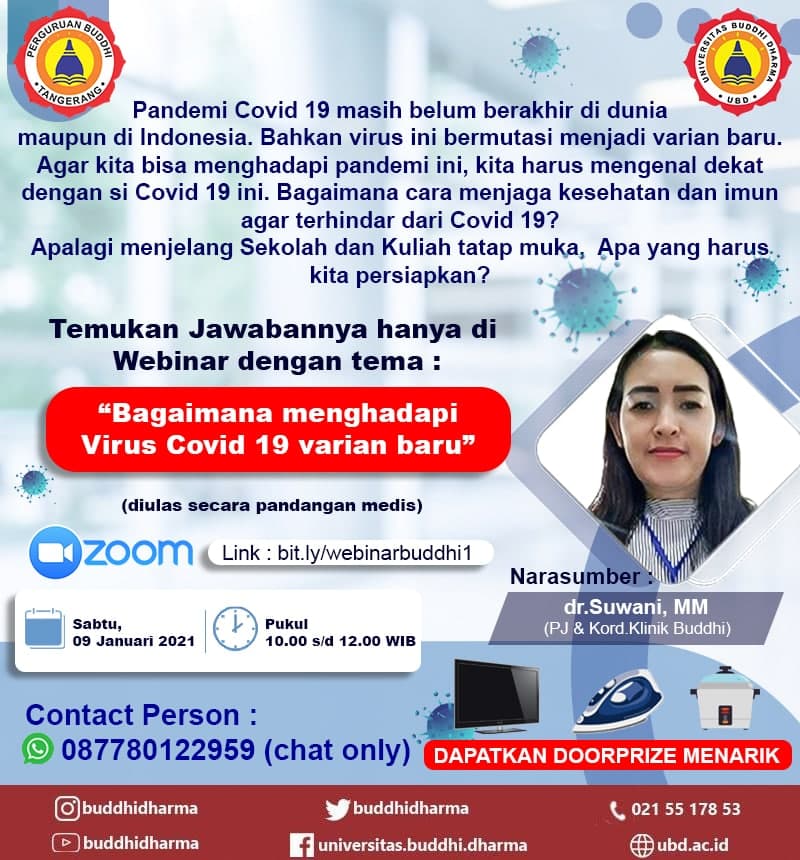 PERGURUAN BUDDHI
TANGERANG
UNIVERSITAS BUDDHI DHARMA
UBD
Pandemi Covid 19 masih belum berakhir di dunia
maupun di Indonesia. Bahkan virus ini bermutasi menjadi varian baru.
Agar kita bisa menghadapi pandemi ini, kita harus mengenal dekat
dengan si Covid 19 ini. Bagaimana cara menjaga kesehatan dan imun
agar terhindar dari Covid 19?
Apalagi menjelang Sekolah dan Kuliah tatap muka, Apa yang harus
kita persiapkan?
Temukan Jawabannya hanya di
Webinar dengan tema :
“Bagaimana menghadapi
Virus Covid 19 varian baru”
(diulas secara pandangan medis)
zoom
Link : bit.ly/webinarbuddhi1
Narasumber :
dr.Suwani, MM
(PJ & Kord.Klinik Buddhi)
Sabtu,
09 Januari 2021
Pukul
10.00 s/d 12.00 WIB
Contact Person :
087780122959 (chat only)
DAPATKAN DOORPRIZE MENARIK
buddhidharma
buddhidharma
021 55 178 53
buddhidharma
universitas.buddhi.dharma
ubd.ac.id